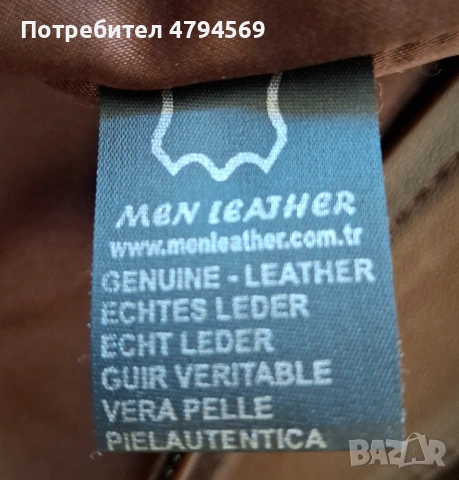 Потребител 4794569
MEN LEATHER
www.menleather.com.tr
GENUINE - LEATHER
ECHTES LEDER
ECHT LEDER
GUIR VERITABLE
VERA PELLE
PIELAUTENTICA
BAZAR